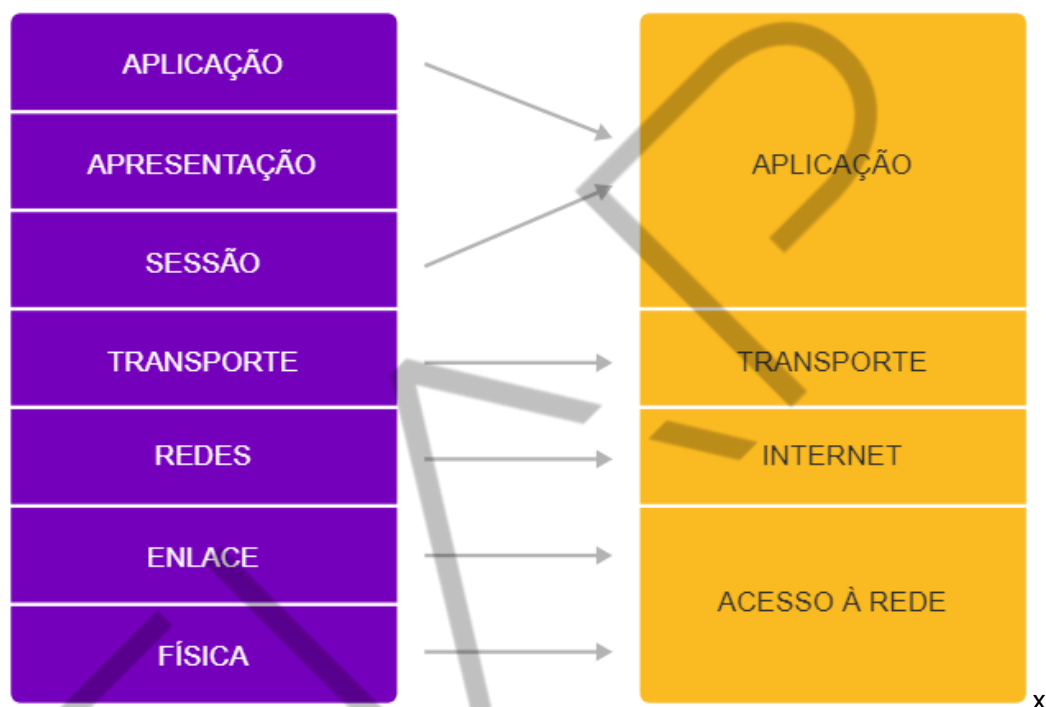 APLICAÇÃO
APRESENTAÇÃO
SESSÃO
TRANSPORTE
REDES
ENLACE
FÍSICA
APLICAÇÃO
TRANSPORTE
INTERNET
ACESSO À REDE
x